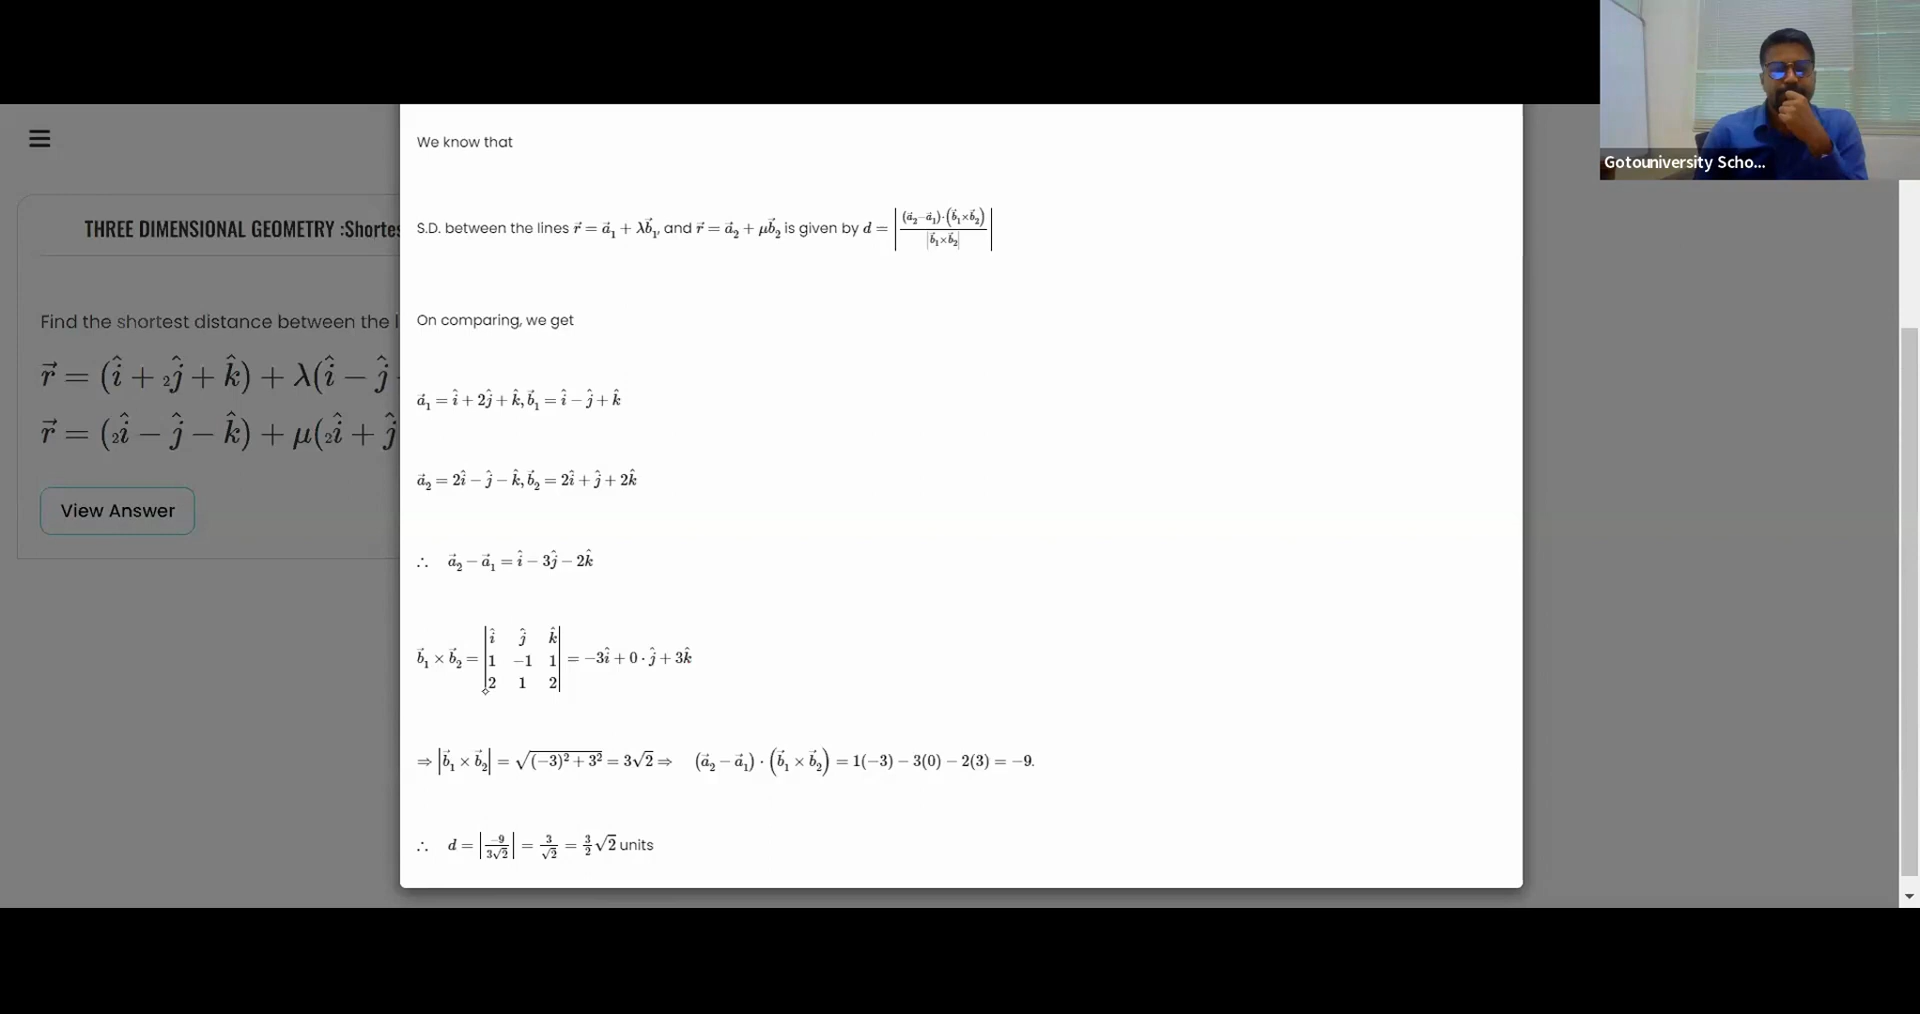 Gotouniversity Scho...
THREE DIMENSIONAL GEOMETRY :Shortes
Find the shortest distance between the l
r⃗ = (î + 2ĵ + k̂) + λ(î − ĵ
r⃗ = (2î − ĵ − k̂) + μ(2î + ĵ
View Answer
We know that
S.D. between the lines r⃗ = a⃗₁ + λb⃗₁, and r⃗ = a⃗₂ + μb⃗₂ is given by d = |((a⃗₂−a⃗₁)·(b⃗₁×b⃗₂))/|b⃗₁×b⃗₂||
On comparing, we get
a⃗₁ = î + 2ĵ + k̂, b⃗₁ = î − ĵ + k̂
a⃗₂ = 2î − ĵ − k̂, b⃗₂ = 2î + ĵ + 2k̂
∴ a⃗₂ − a⃗₁ = î − 3ĵ − 2k̂
b⃗₁ × b⃗₂ = |î ĵ k̂
1 −1 1
2 1 2| = −3î + 0 · ĵ + 3k̂
⇒ |b⃗₁ × b⃗₂| = √((−3)² + 3²) = 3√2 ⇒ (a⃗₂ − a⃗₁) · (b⃗₁ × b⃗₂) = 1(−3) − 3(0) − 2(3) = −9.
∴ d = |−9/(3√2)| = 3/√2 = 3/2 √2 units